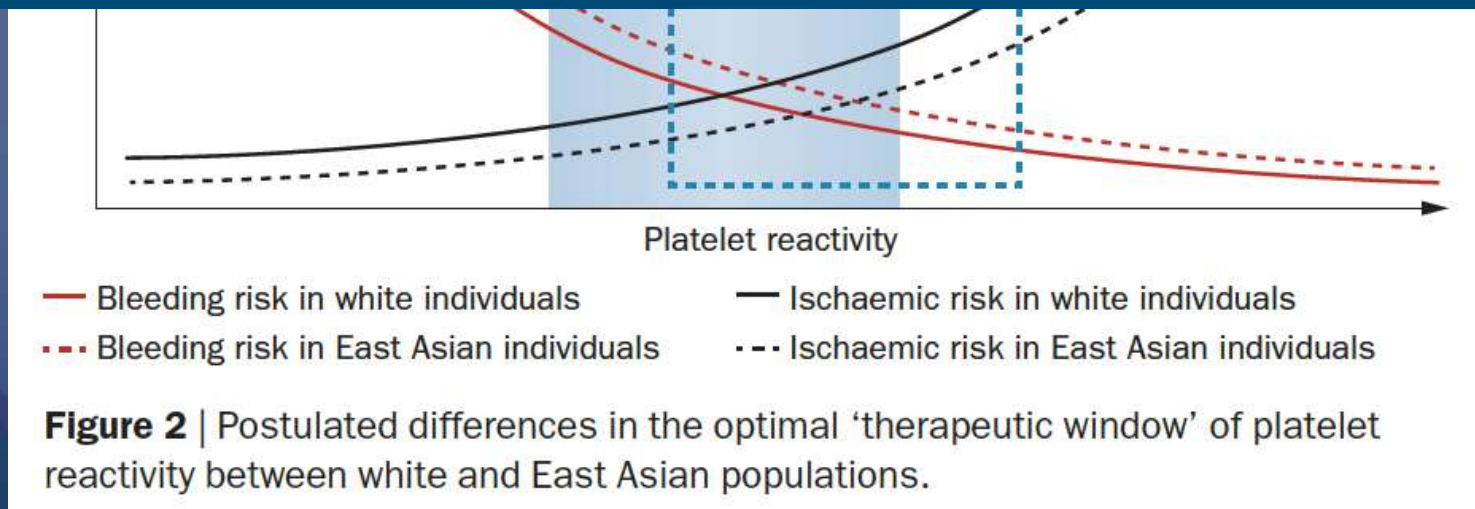 Platelet reactivity
Bleeding risk in white individuals
Ischaemic risk in white individuals
Bleeding risk in East Asian individuals
Ischaemic risk in East Asian individuals
Figure 2 | Postulated differences in the optimal ‘therapeutic window’ of platelet
reactivity between white and East Asian populations.